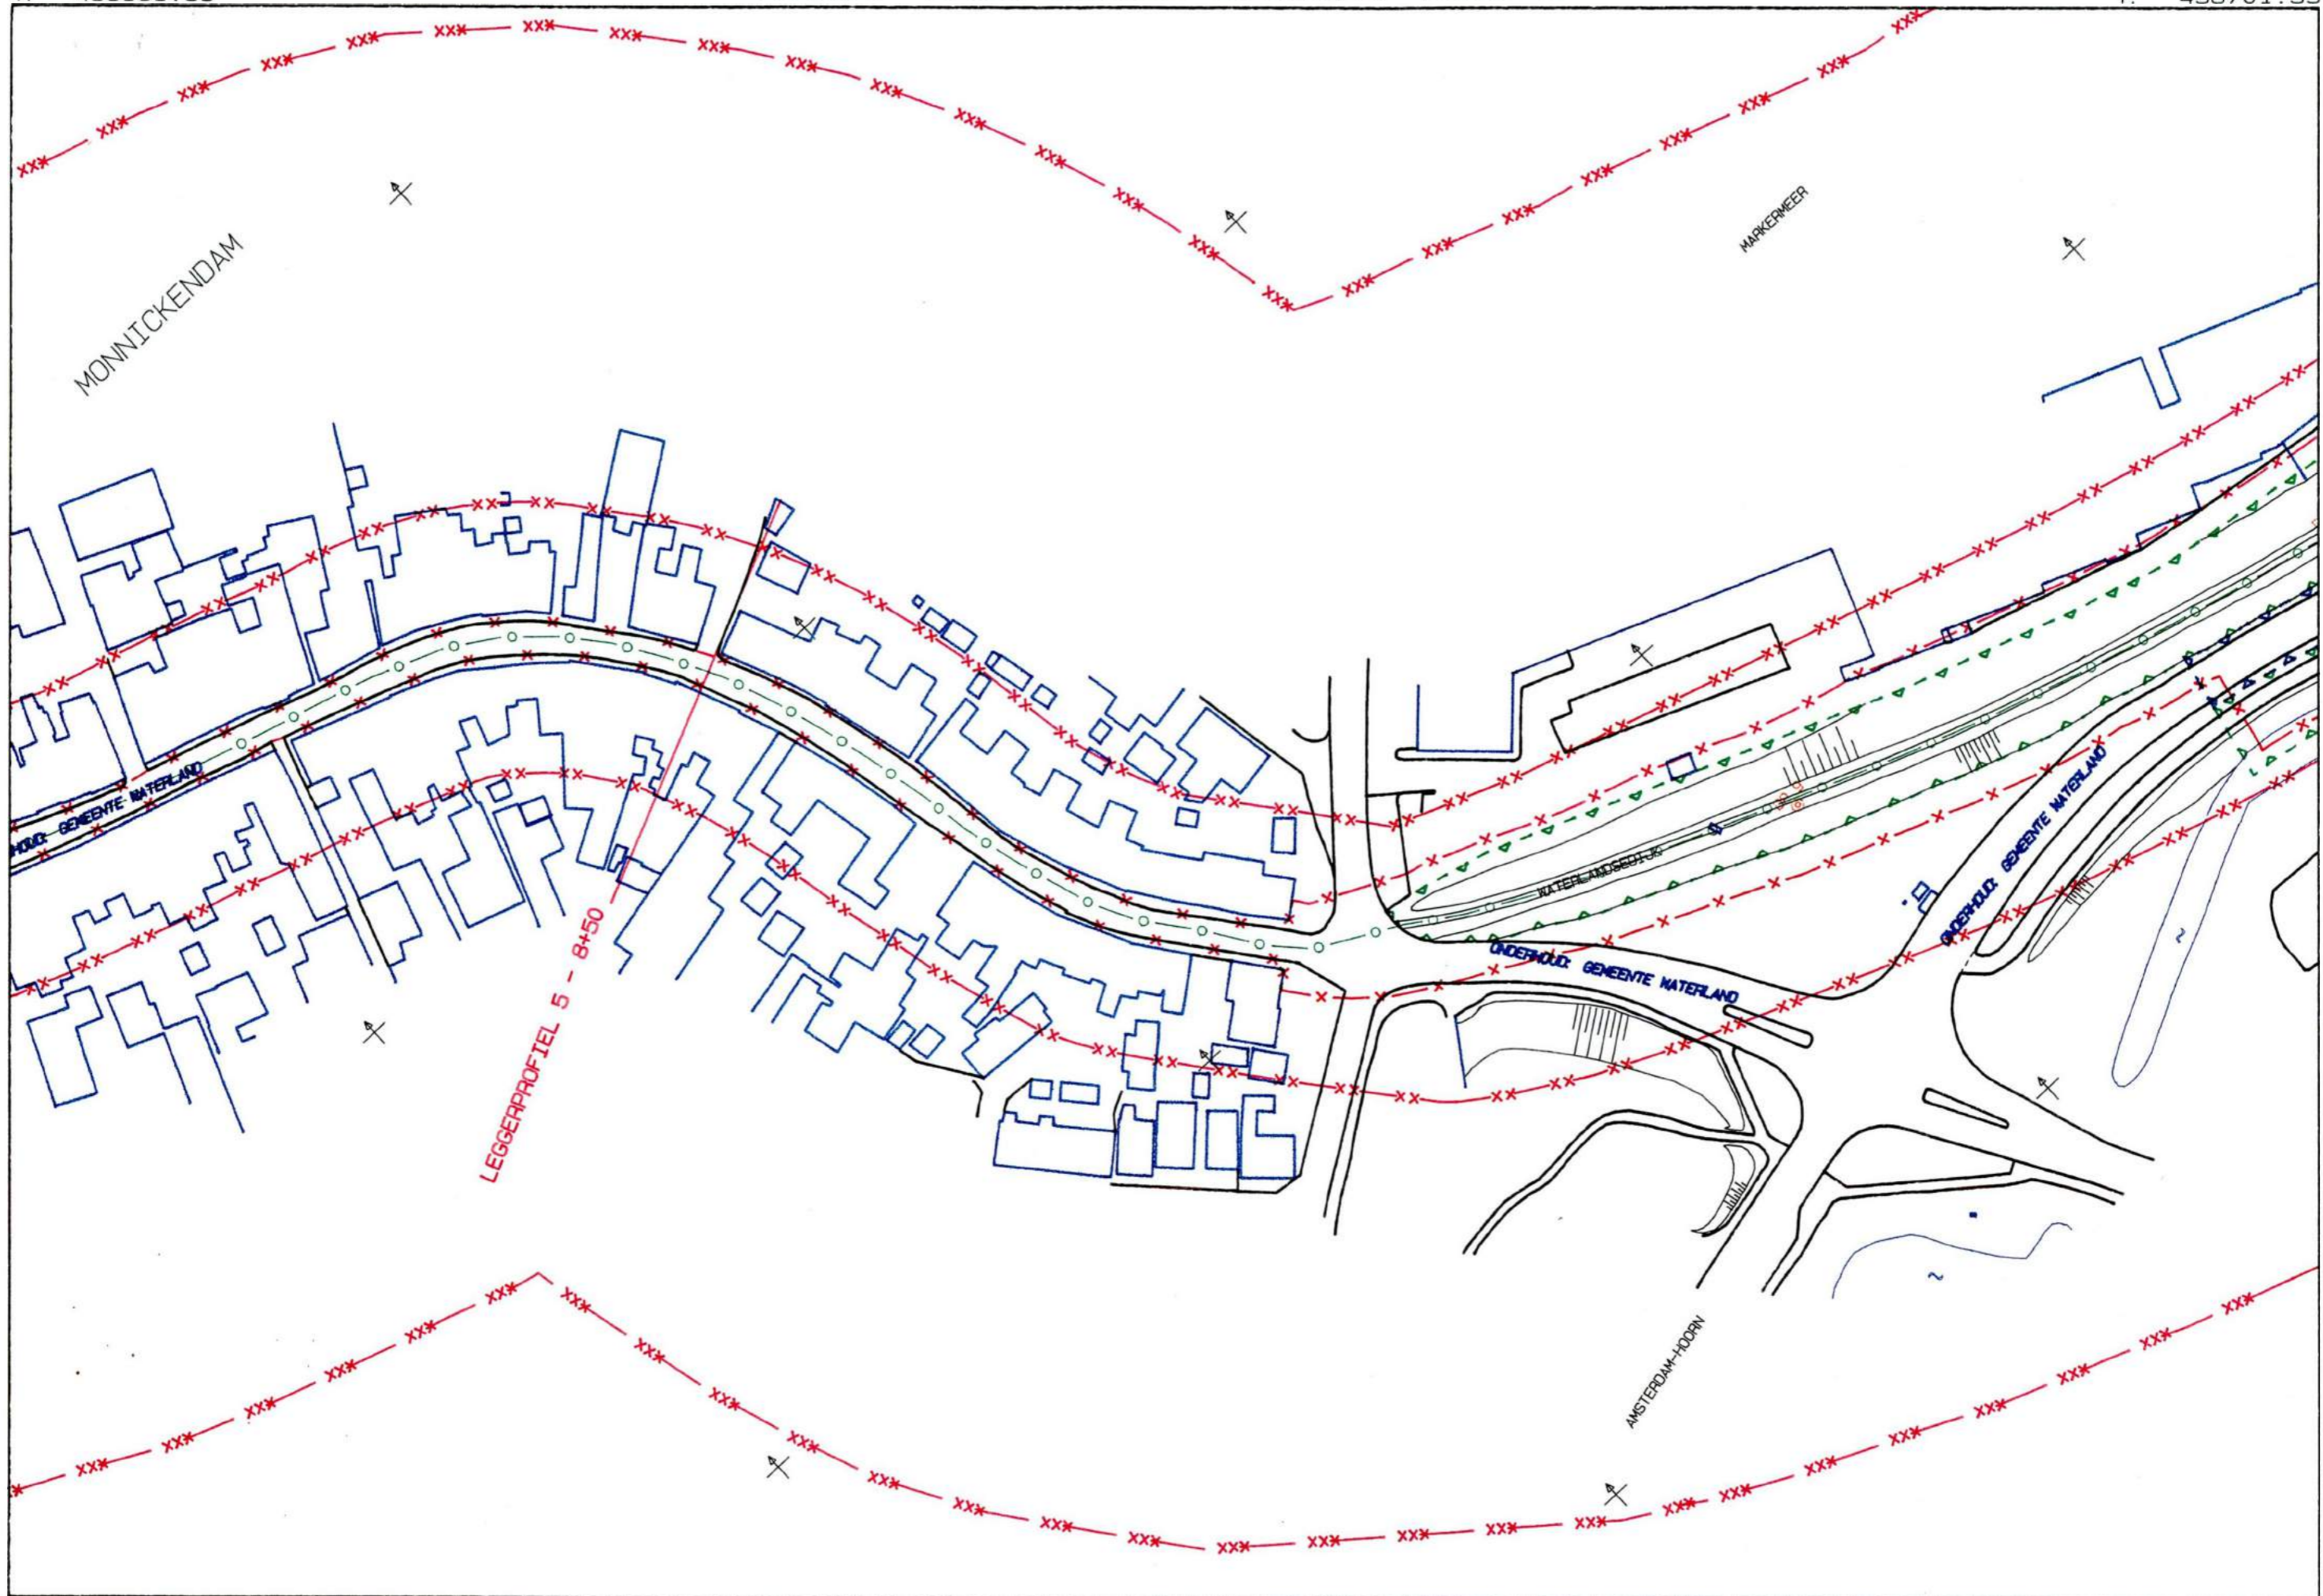 MONNICKENDAM
MARKERMEER
GEMEENTE WATERLAND
WATERLANDSEDIJK
ONDERHOUD: GEMEENTE WATERLAND
ONDERHOUD: GEMEENTE WATERLAND
LEGGERPROFIEL 5 - 8+50
AMSTERDAM-HOORN